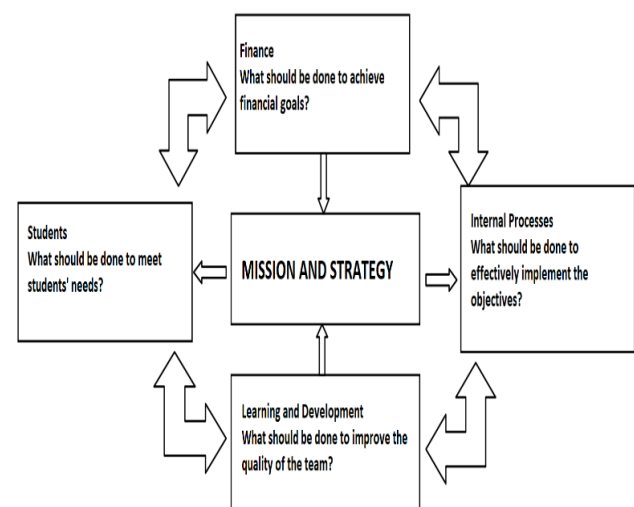 Finance
What should be done to achieve
financial goals?
Students
What should be done to meet
students' needs?
MISSION AND STRATEGY
Internal Processes
What should be done to
effectively implement the
objectives?
Learning and Development
What should be done to improve the
quality of the team?